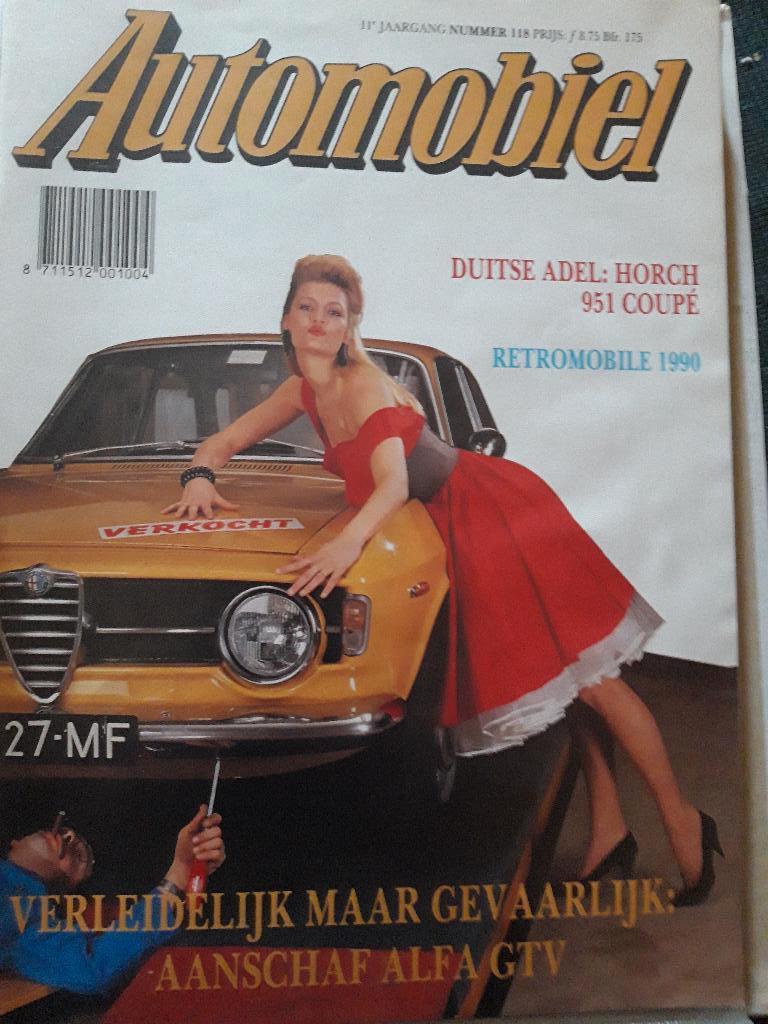 11e JAARGANG NUMMER 118 PRIJS: ƒ 8.75 Bfr. 175
Automobiel
8 711512 001004
DUITSE ADEL: HORCH
951 COUPÉ
RETROMOBILE 1990
VERKOCHT
27-MF
VERLEIDELIJK MAAR GEVAARLIJK:
AANSCHAF ALFA GTV